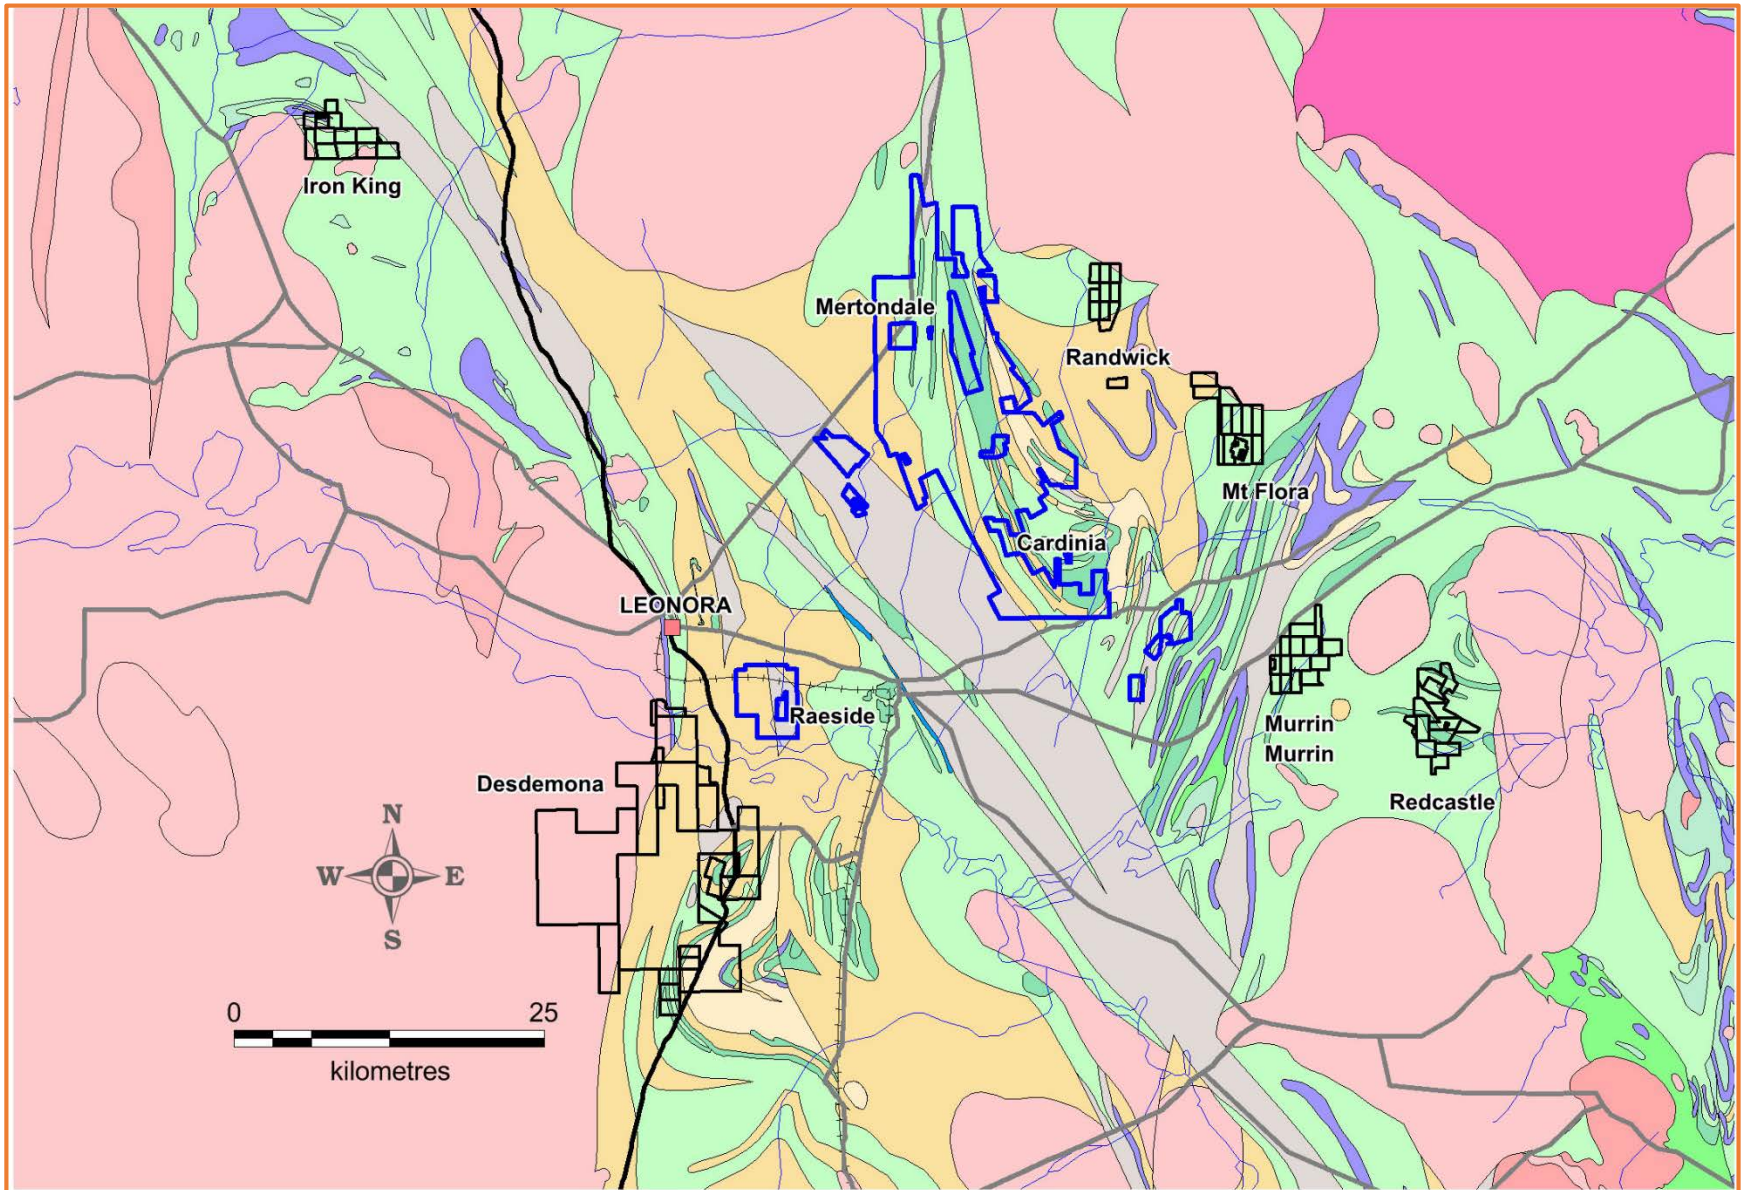 Iron King
Mertondale
Randwick
Mt Flora
Cardinia
LEONORA
Raeside
Murrin
Murrin
Desdemona
Redcastle
N
W E
S
0 25
kilometres